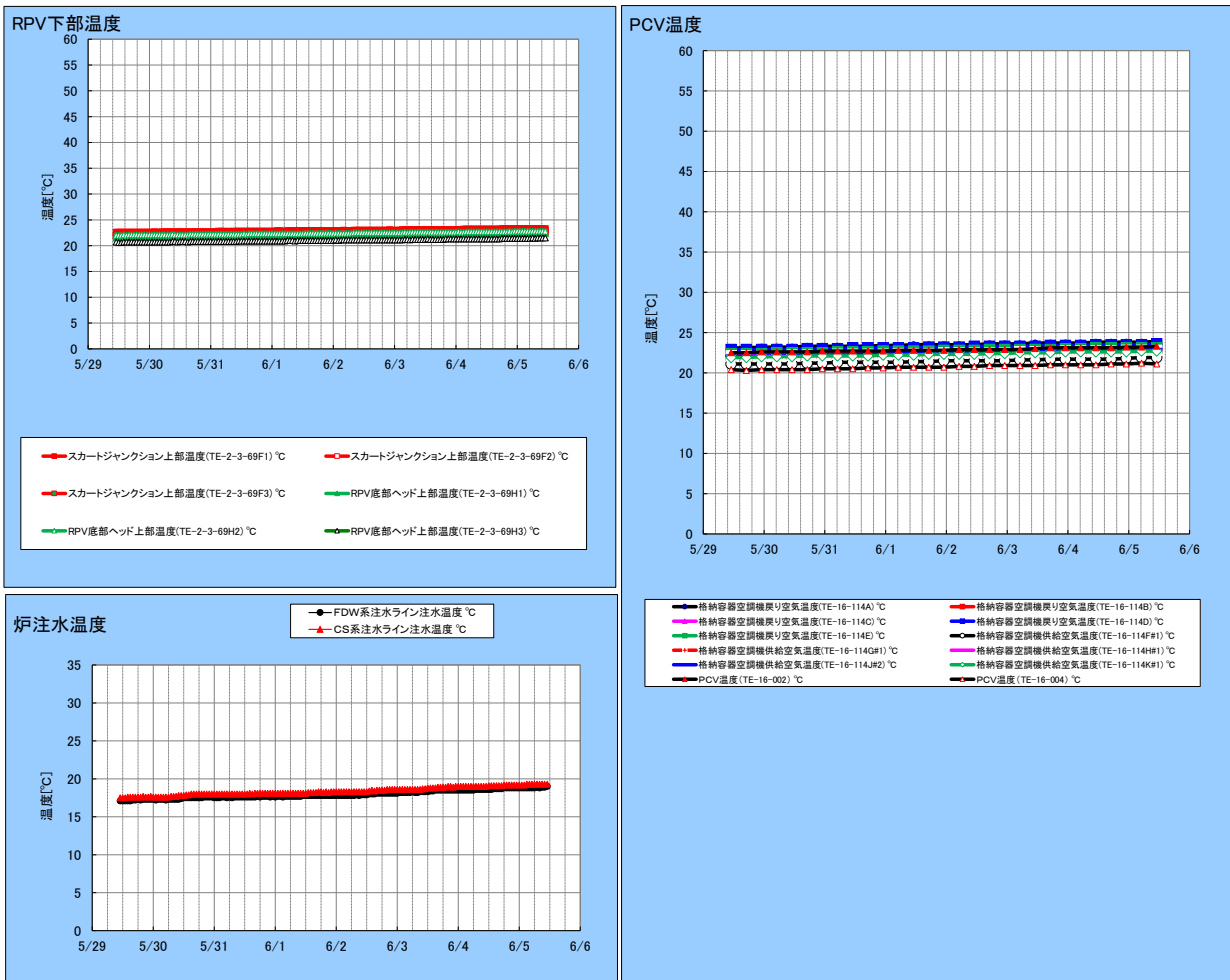 RPV下部温度
60
55
50
45
40
35
30
25
20
15
10
5
0
温度[℃]
5/29 5/30 5/31 6/1 6/2 6/3 6/4 6/5 6/6
スカートジャンクション上部温度(TE-2-3-69F1) ℃
スカートジャンクション上部温度(TE-2-3-69F2) ℃
スカートジャンクション上部温度(TE-2-3-69F3) ℃
RPV底部ヘッド上部温度(TE-2-3-69H1) ℃
RPV底部ヘッド上部温度(TE-2-3-69H2) ℃
RPV底部ヘッド上部温度(TE-2-3-69H3) ℃
炉注水温度
FDW系注水ライン注水温度 ℃
CS系注水ライン注水温度 ℃
35
30
25
20
15
10
5
0
温度[℃]
5/29 5/30 5/31 6/1 6/2 6/3 6/4 6/5 6/6
PCV温度
60
55
50
45
40
35
30
25
20
15
10
5
0
温度[℃]
5/29 5/30 5/31 6/1 6/2 6/3 6/4 6/5 6/6
格納容器空調機戻り空気温度(TE-16-114A) ℃
格納容器空調機戻り空気温度(TE-16-114B) ℃
格納容器空調機戻り空気温度(TE-16-114C) ℃
格納容器空調機戻り空気温度(TE-16-114D) ℃
格納容器空調機戻り空気温度(TE-16-114E) ℃
格納容器空調機供給空気温度(TE-16-114F#1) ℃
格納容器空調機供給空気温度(TE-16-114G#1) ℃
格納容器空調機供給空気温度(TE-16-114H#1) ℃
格納容器空調機供給空気温度(TE-16-114J#2) ℃
格納容器空調機供給空気温度(TE-16-114K#1) ℃
PCV温度(TE-16-002) ℃
PCV温度(TE-16-004) ℃